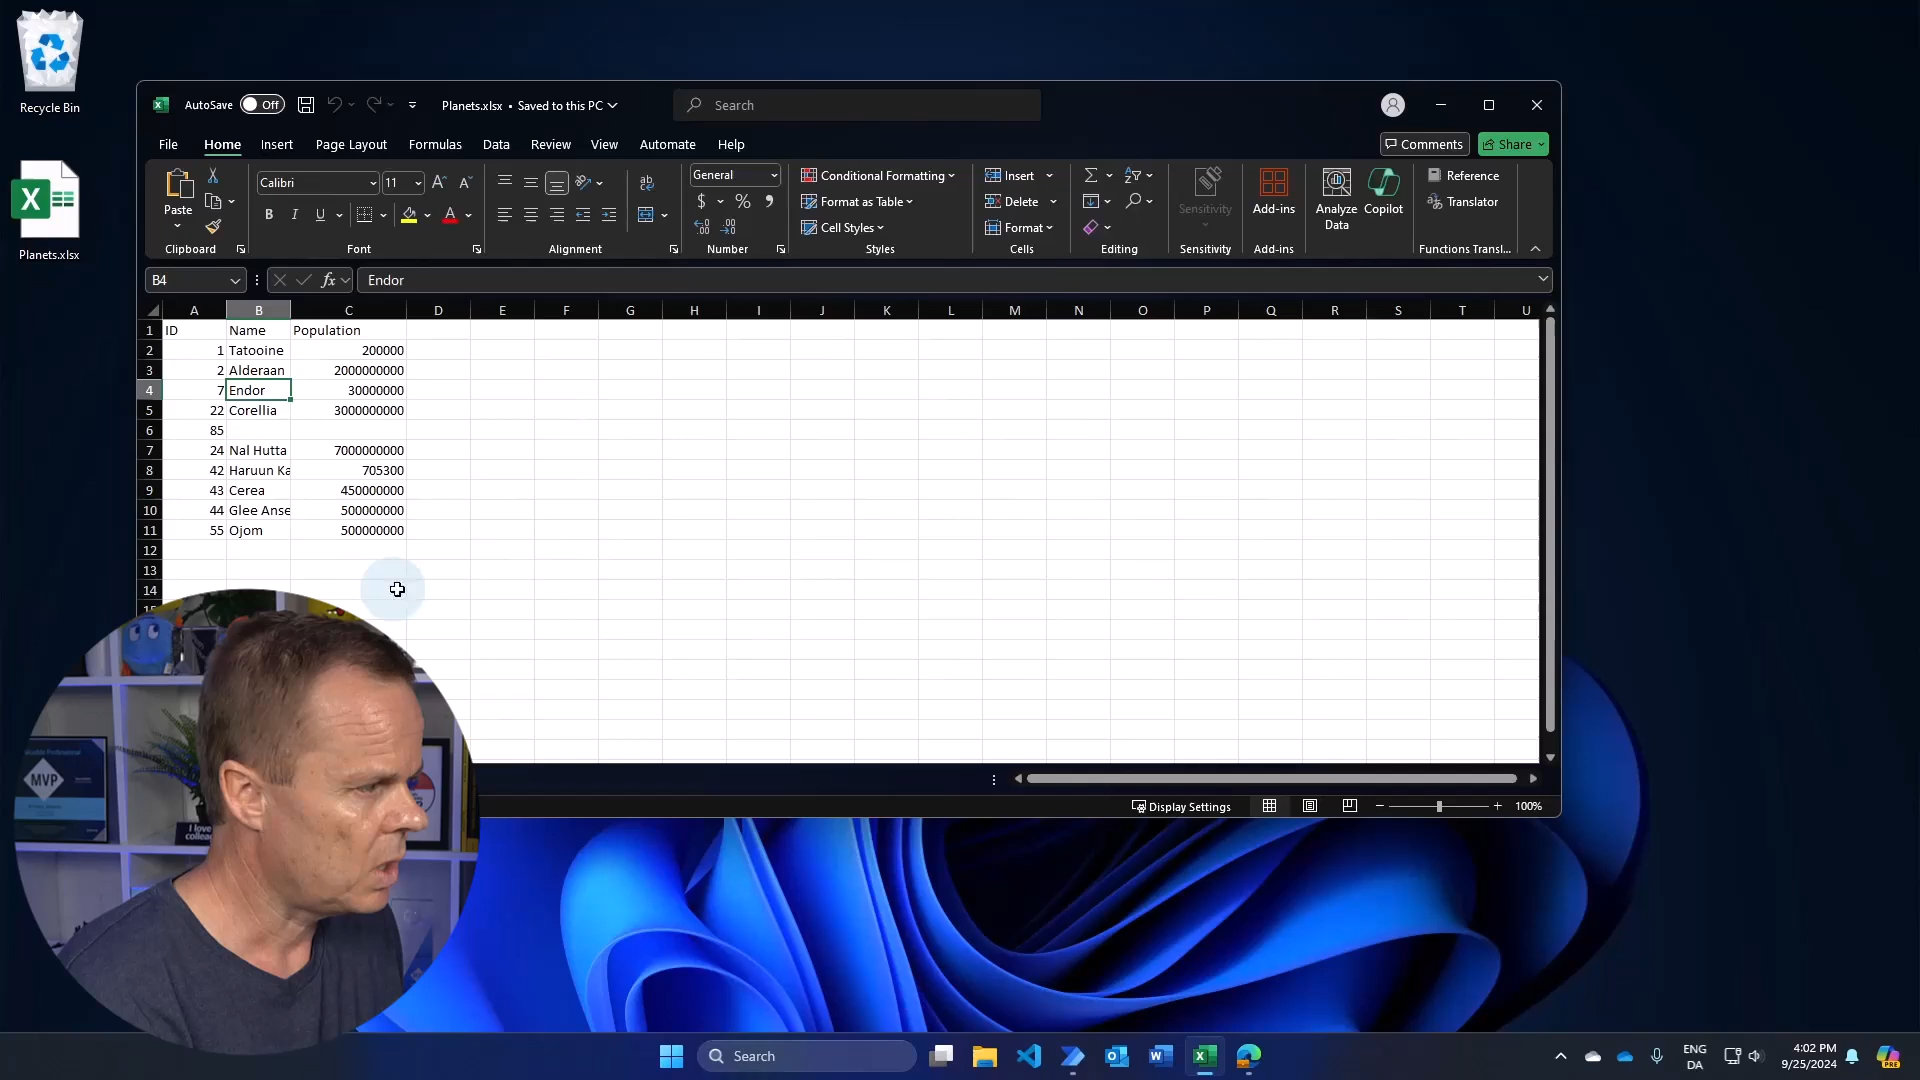 Recycle Bin
Planets.xlsx
AutoSave Off Planets.xlsx • Saved to this PC Search
File Home Insert Page Layout Formulas Data Review View Automate Help Comments Share
Paste Calibri 11 General Conditional Formatting Insert Reference
B I U A $ % Format as Table Delete Translator
Cell Styles Format
Sensitivity Add-ins Analyze Data Copilot
Clipboard Font Alignment Number Styles Cells Editing Sensitivity Add-ins Functions Transl...
B4 fx Endor
A B C D E F G H I J K L M N O P Q R S T U
1 ID Name Population
2 1 Tatooine 200000
3 2 Alderaan 2000000000
4 7 Endor 30000000
5 22 Corellia 3000000000
6 85
7 24 Nal Hutta 7000000000
8 42 Haruun Ka 705300
9 43 Cerea 450000000
10 44 Glee Anse 500000000
11 55 Ojom 500000000
12
13
14
MVP
Display Settings 100%
Search
ENG
DA
4:02 PM
9/25/2024
PRE